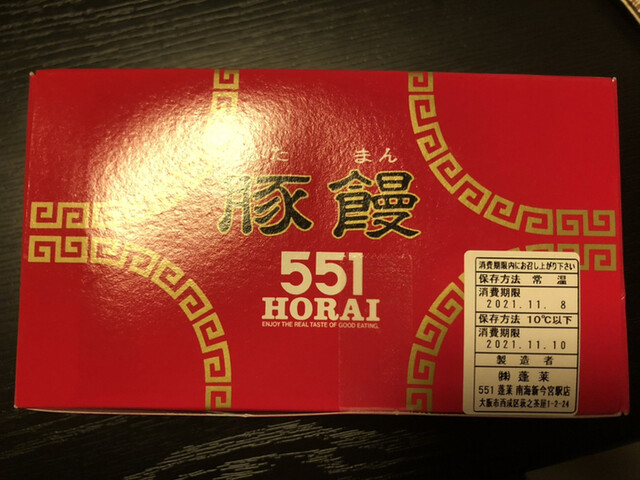 ぶた まん
豚饅
551
HORAI
ENJOY THE REAL TASTE OF GOOD EATING.
消費期限内にお召し上がり下さい
保存方法 常 温
消費期限
2021.11. 8
保存方法 10℃以下
消費期限
2021.11.10
製 造 者
㈱ 蓬 莱
551蓬莱 南海新今宮駅店
大阪市西成区萩之茶屋1-2-24